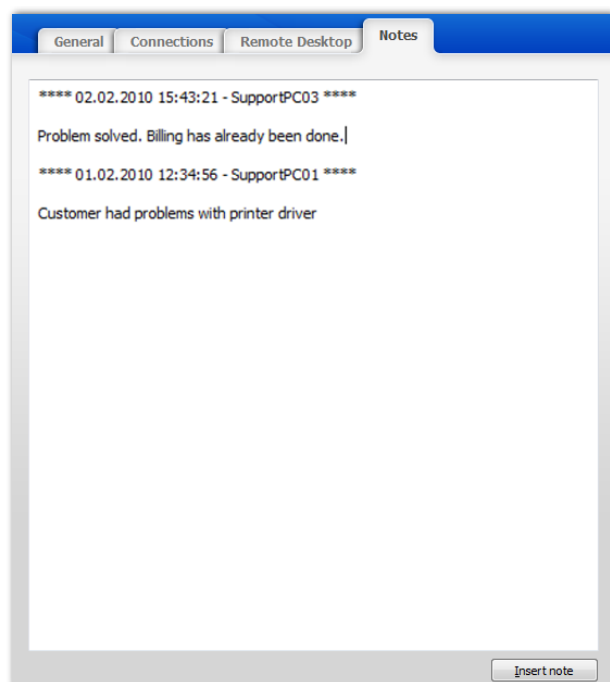 General Connections Remote Desktop Notes
**** 02.02.2010 15:43:21 - SupportPC03 ****
Problem solved. Billing has already been done.
**** 01.02.2010 12:34:56 - SupportPC01 ****
Customer had problems with printer driver
Insert note